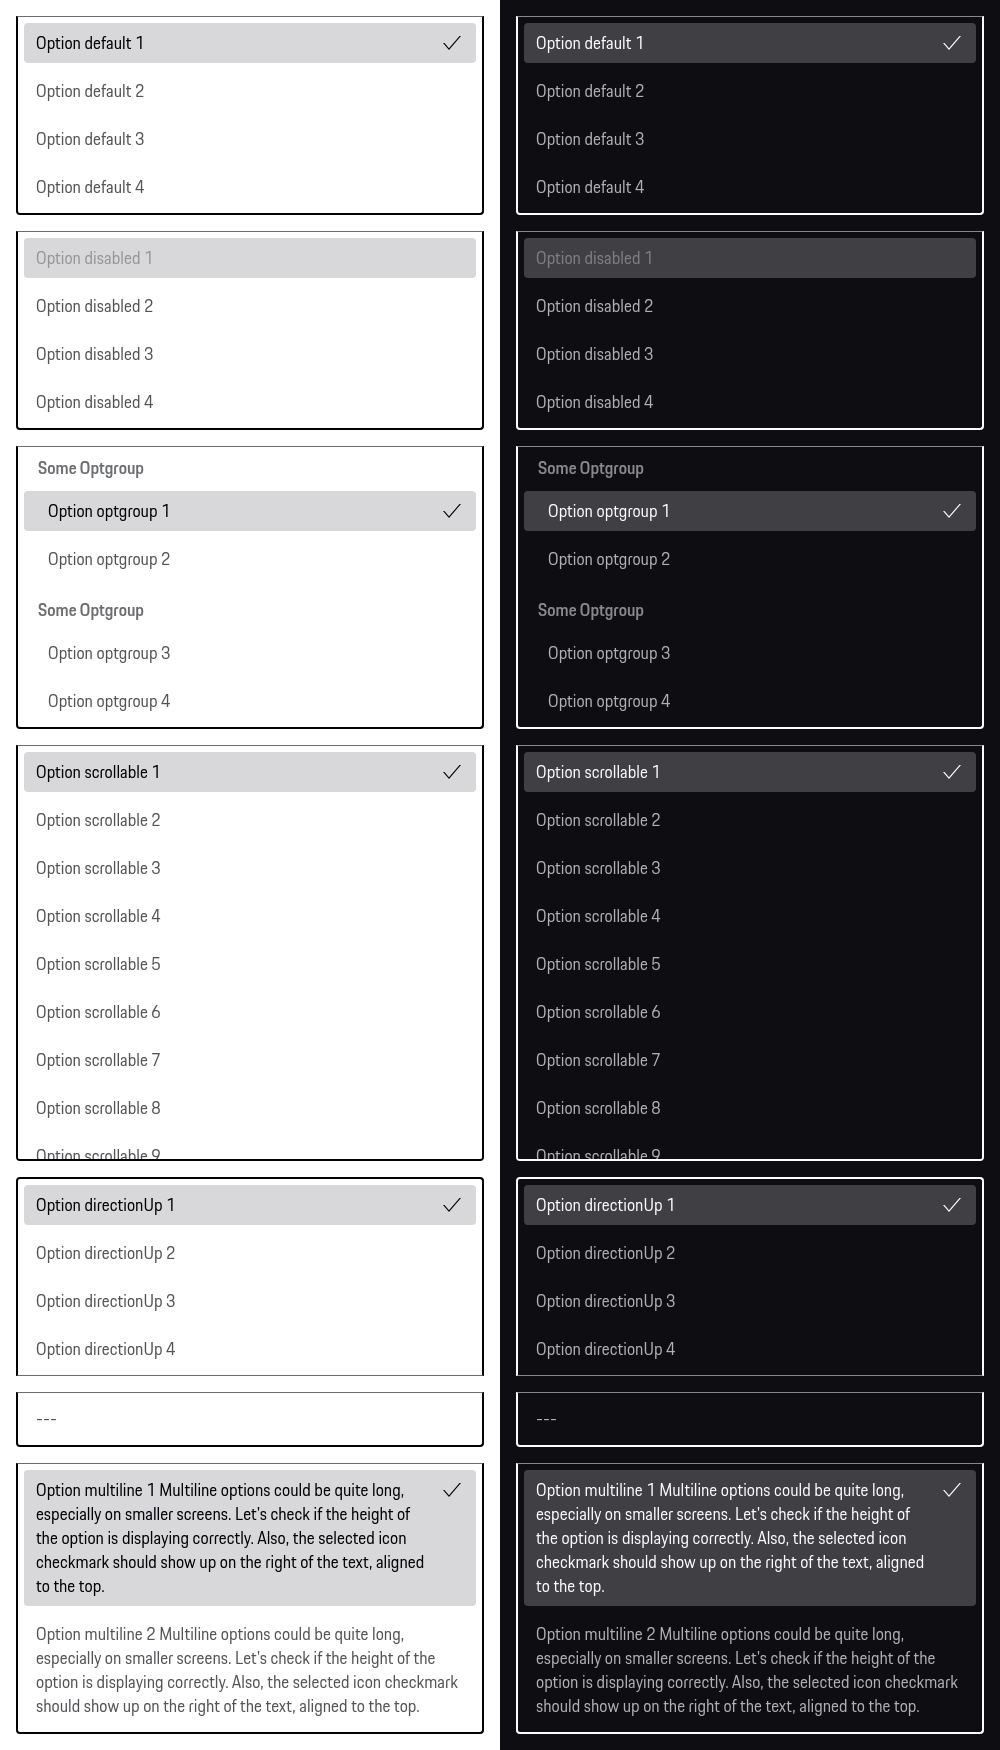 Option default 1
Option default 2
Option default 3
Option default 4
Option disabled 1
Option disabled 2
Option disabled 3
Option disabled 4
Some Optgroup
Option optgroup 1
Option optgroup 2
Some Optgroup
Option optgroup 3
Option optgroup 4
Option scrollable 1
Option scrollable 2
Option scrollable 3
Option scrollable 4
Option scrollable 5
Option scrollable 6
Option scrollable 7
Option scrollable 8
Option scrollable 9
Option directionUp 1
Option directionUp 2
Option directionUp 3
Option directionUp 4
---
Option multiline 1 Multiline options could be quite long,
especially on smaller screens. Let's check if the height of
the option is displaying correctly. Also, the selected icon
checkmark should show up on the right of the text, aligned
to the top.
Option multiline 2 Multiline options could be quite long,
especially on smaller screens. Let's check if the height of the
option is displaying correctly. Also, the selected icon checkmark
should show up on the right of the text, aligned to the top.
Option default 1
Option default 2
Option default 3
Option default 4
Option disabled 1
Option disabled 2
Option disabled 3
Option disabled 4
Some Optgroup
Option optgroup 1
Option optgroup 2
Some Optgroup
Option optgroup 3
Option optgroup 4
Option scrollable 1
Option scrollable 2
Option scrollable 3
Option scrollable 4
Option scrollable 5
Option scrollable 6
Option scrollable 7
Option scrollable 8
Option scrollable 9
Option directionUp 1
Option directionUp 2
Option directionUp 3
Option directionUp 4
---
Option multiline 1 Multiline options could be quite long,
especially on smaller screens. Let's check if the height of
the option is displaying correctly. Also, the selected icon
checkmark should show up on the right of the text, aligned
to the top.
Option multiline 2 Multiline options could be quite long,
especially on smaller screens. Let's check if the height of the
option is displaying correctly. Also, the selected icon checkmark
should show up on the right of the text, aligned to the top.